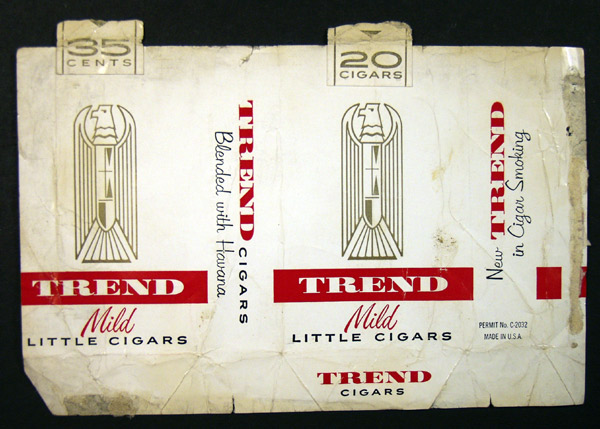 35
CENTS
20
CIGARS
TREND
Mild
LITTLE CIGARS
TREND CIGARS
Blended with Havana
TREND
Mild
LITTLE CIGARS
TREND
CIGARS
New TREND
in Cigar Smoking
PERMIT No. C-2032
MADE IN U.S.A.